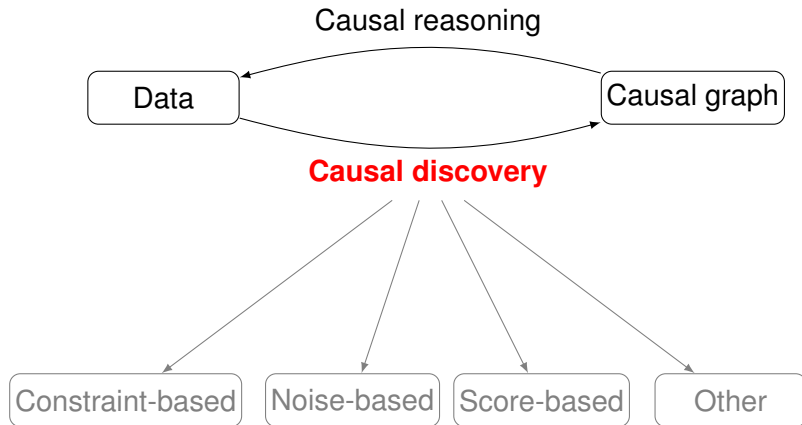 Causal reasoning
Data
Causal graph
Causal discovery
Constraint-based
Noise-based
Score-based
Other